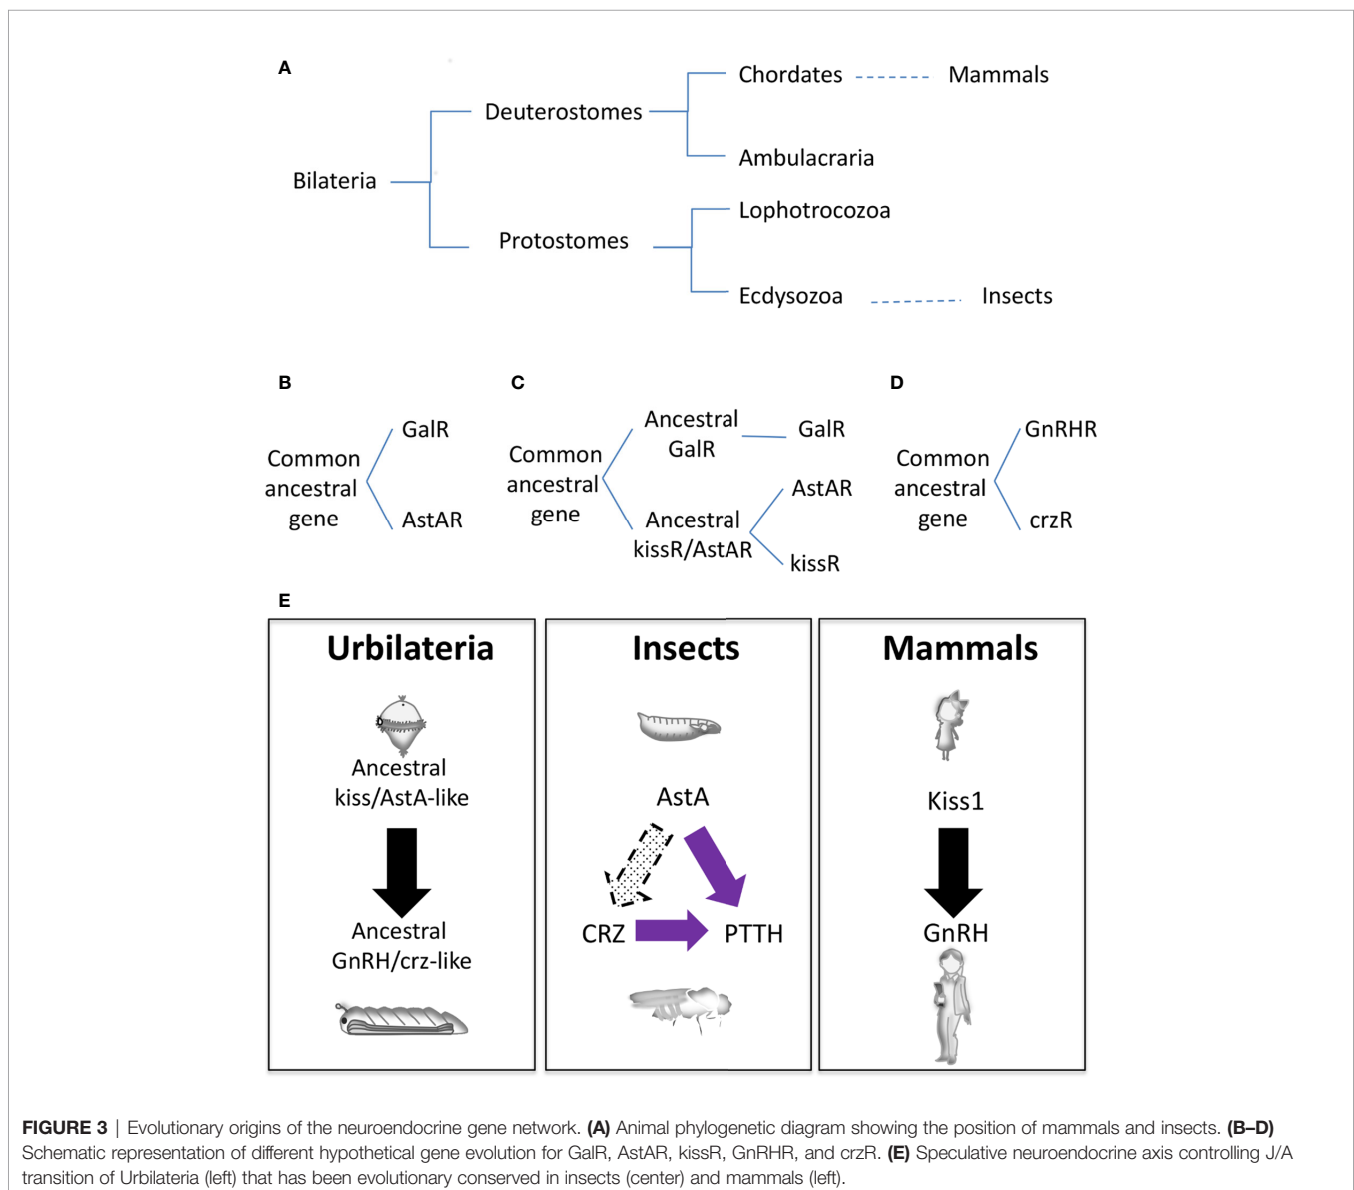 A
Chordates
Mammals
Deuterostomes
Ambulacraria
Bilateria
Lophotrocozoa
Protostomes
Ecdysozoa
Insects
B
GalR
Common
ancestral
gene
AstAR
C
Ancestral
GalR
GalR
Common
ancestral
gene
AstAR
Ancestral
kissR/AstAR
kissR
D
GnRHR
Common
ancestral
gene
crzR
E
Urbilateria
Ancestral
kiss/AstA-like
Ancestral
GnRH/crz-like
Insects
AstA
CRZ
PTTH
Mammals
Kiss1
GnRH
FIGURE 3 | Evolutionary origins of the neuroendocrine gene network. (A) Animal phylogenetic diagram showing the position of mammals and insects. (B–D)
Schematic representation of different hypothetical gene evolution for GalR, AstAR, kissR, GnRHR, and crzR. (E) Speculative neuroendocrine axis controlling J/A
transition of Urbilateria (left) that has been evolutionary conserved in insects (center) and mammals (left).